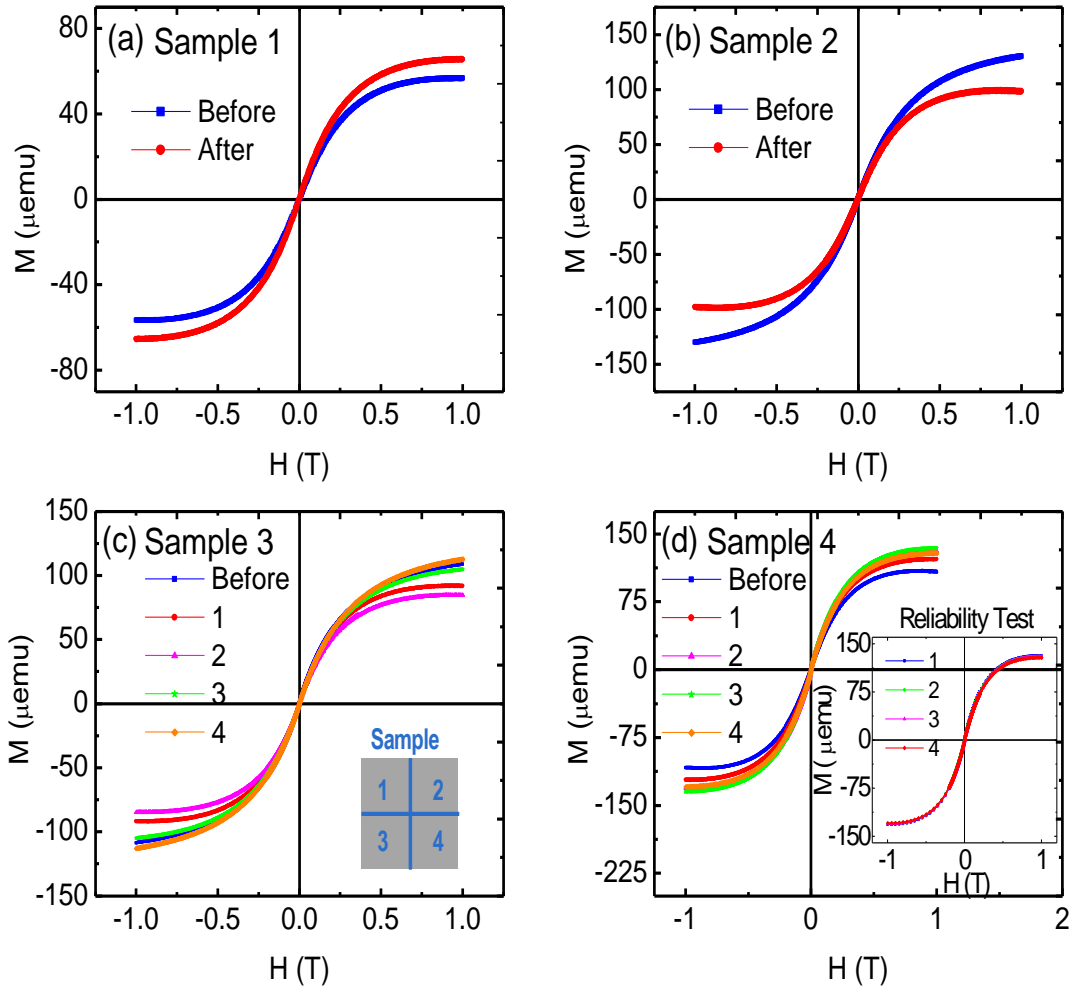 (a) Sample 1
Before
After
80
40
0
-40
-80
M (μemu)
-1.0 -0.5 0.0 0.5 1.0
H (T)
(b) Sample 2
Before
After
150
100
50
0
-50
-100
-150
M (μemu)
-1.0 -0.5 0.0 0.5 1.0
H (T)
(c) Sample 3
Before
1
2
3
4
150
100
50
0
-50
-100
-150
M (μemu)
Sample
1 2
3 4
-1.0 -0.5 0.0 0.5 1.0
H (T)
(d) Sample 4
Before
1
2
3
4
150
75
0
-75
-150
-225
M (μemu)
Reliability Test
1
2
3
4
150
75
0
-75
-150
M (μemu)
-1 0 1
H (T)
-1 0 1 2
H (T)